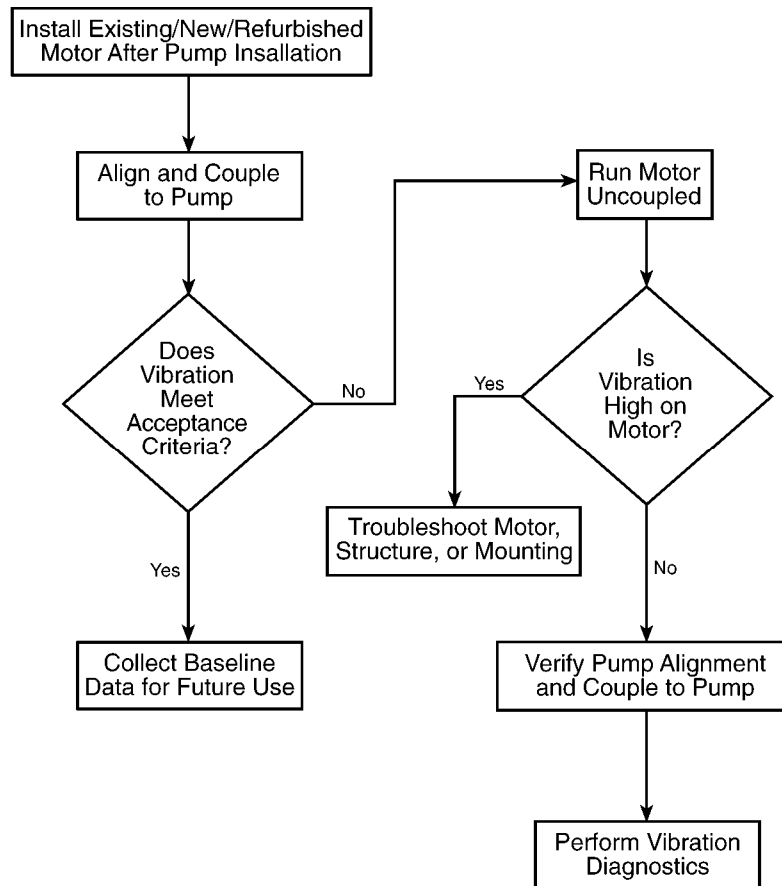 Install Existing/New/Refurbished
Motor After Pump Insallation
Align and Couple
to Pump
Does
Vibration
Meet
Acceptance
Criteria?
No
Yes
Collect Baseline
Data for Future Use
Run Motor
Uncoupled
Is
Vibration
High on
Motor?
Yes
Troubleshoot Motor,
Structure, or Mounting
No
Verify Pump Alignment
and Couple to Pump
Perform Vibration
Diagnostics